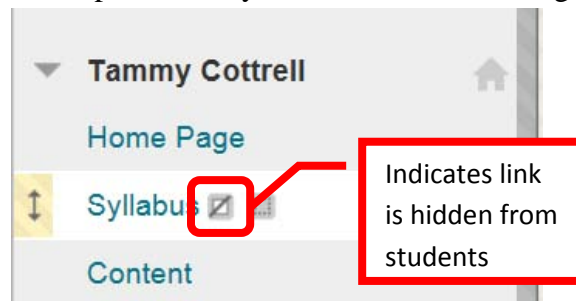 Tammy Cottrell
Home Page
Syllabus
Content
Indicates link
is hidden from
students